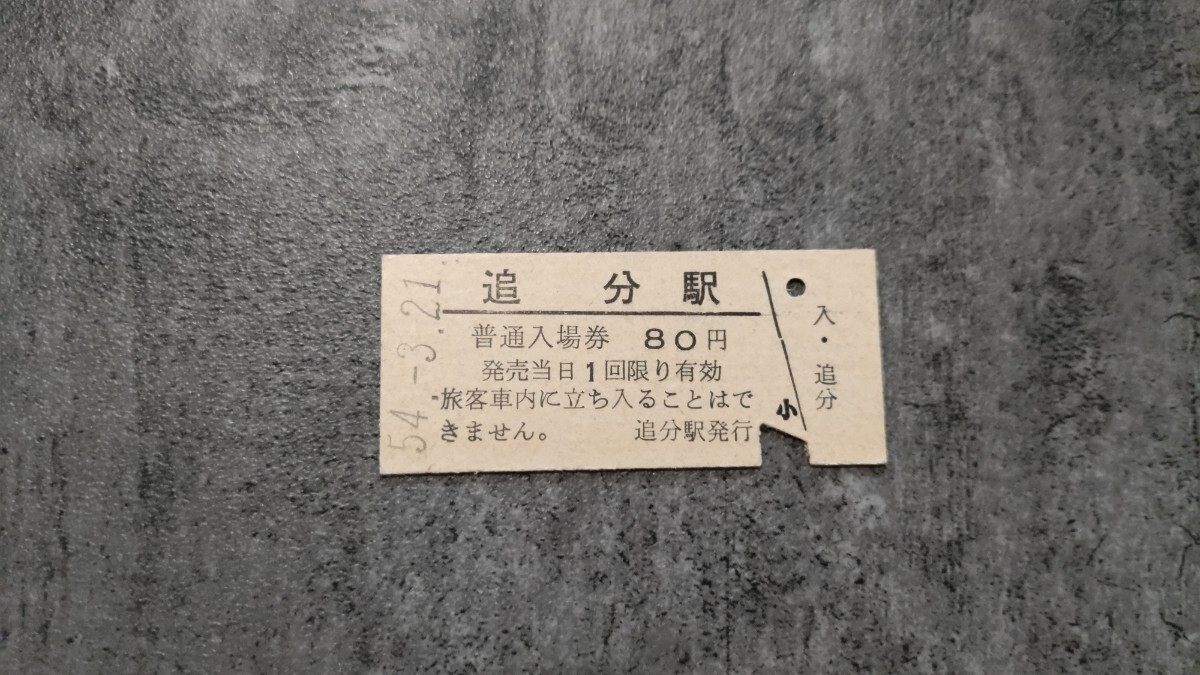 54.-3.21
追分駅
普通入場券 80円
発売当日1回限り有効
旅客車内に立ち入ることはで
きません。 追分駅発行
小
入・追分